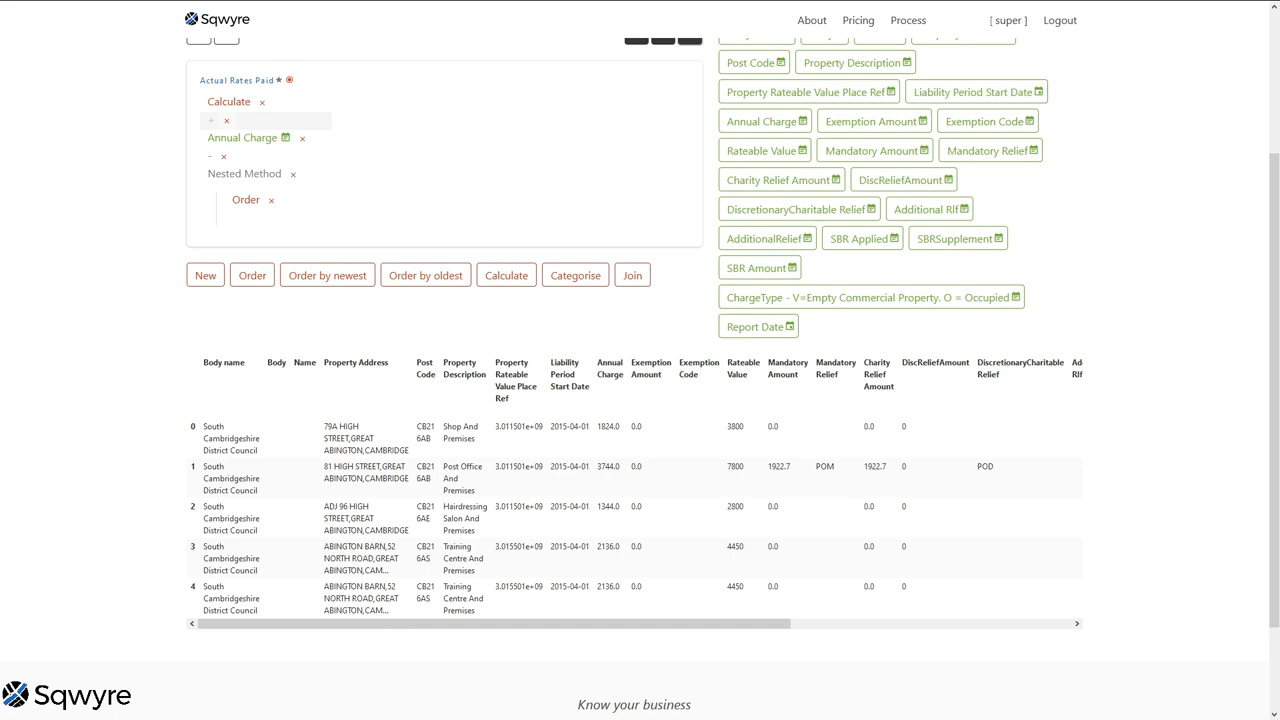 Sqwyre
About Pricing Process [ super ] Logout
Actual Rates Paid
Calculate ×
+ ×
Annual Charge ×
- ×
Nested Method ×
Order ×
New Order Order by newest Order by oldest Calculate Categorise Join
Post Code Property Description
Property Rateable Value Place Ref Liability Period Start Date
Annual Charge Exemption Amount Exemption Code
Rateable Value Mandatory Amount Mandatory Relief
Charity Relief Amount DiscReliefAmount
DiscretionaryCharitable Relief Additional Rlf
AdditionalRelief SBR Applied SBRSupplement
SBR Amount
ChargeType - V=Empty Commercial Property. O = Occupied
Report Date
Body name Body Name Property Address Post Property Property Liability Annual Exemption Exemption Rateable Mandatory Mandatory Charity DiscReliefAmount DiscretionaryCharitable Ad
Code Description Rateable Period Charge Amount Code Value Amount Relief Relief Relief Rlf
Value Place Start Date Amount
Ref
0 South 79A HIGH CB21 Shop And 3.011501e+09 2015-04-01 1824.0 0.0 3800 0.0 0.0 0
Cambridgeshire STREET,GREAT 6AB Premises
District Council ABINGTON,CAMBRIDGE
1 South 81 HIGH STREET,GREAT CB21 Post Office 3.011501e+09 2015-04-01 3744.0 0.0 7800 1922.7 POM 1922.7 0 POD
Cambridgeshire ABINGTON,CAMBRIDGE 6AB And
District Council Premises
2 South ADJ 96 HIGH CB21 Hairdressing 3.011501e+09 2015-04-01 1344.0 0.0 2800 0.0 0.0 0
Cambridgeshire STREET,GREAT 6AE Salon And
District Council ABINGTON,CAMBRIDGE Premises
3 South ABINGTON BARN,52 CB21 Training 3.015501e+09 2015-04-01 2136.0 0.0 4450 0.0 0.0 0
Cambridgeshire NORTH ROAD,GREAT 6AS Centre And
District Council ABINGTON,CAM... Premises
4 South ABINGTON BARN,52 CB21 Training 3.015501e+09 2015-04-01 2136.0 0.0 4450 0.0 0.0 0
Cambridgeshire NORTH ROAD,GREAT 6AS Centre And
District Council ABINGTON,CAM... Premises
Sqwyre
Know your business